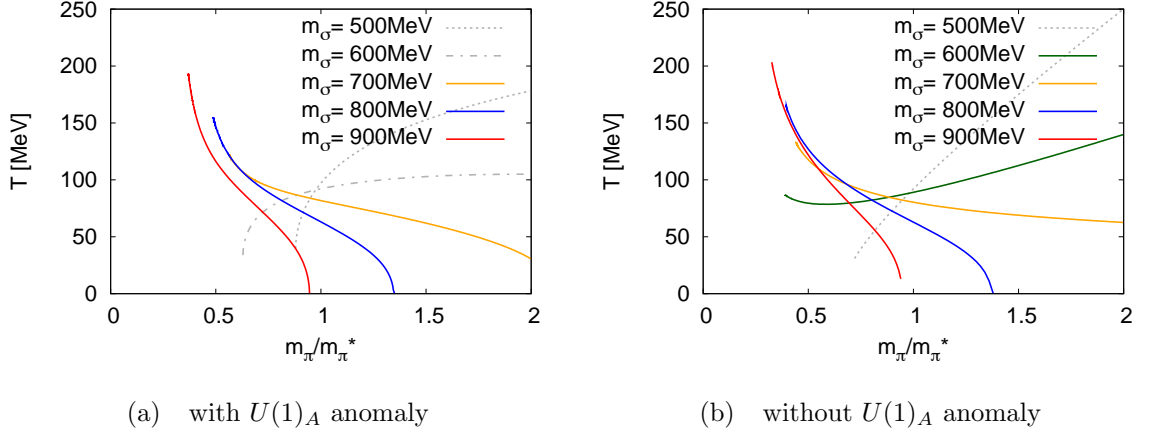 250
200
150
100
50
0
T [MeV]
0
0.5
1
1.5
2
mπ/mπ*
mσ= 500MeV
mσ= 600MeV
mσ= 700MeV
mσ= 800MeV
mσ= 900MeV
(a) with U(1)A anomaly
250
200
150
100
50
0
T [MeV]
0
0.5
1
1.5
2
mπ/mπ*
mσ= 500MeV
mσ= 600MeV
mσ= 700MeV
mσ= 800MeV
mσ= 900MeV
(b) without U(1)A anomaly